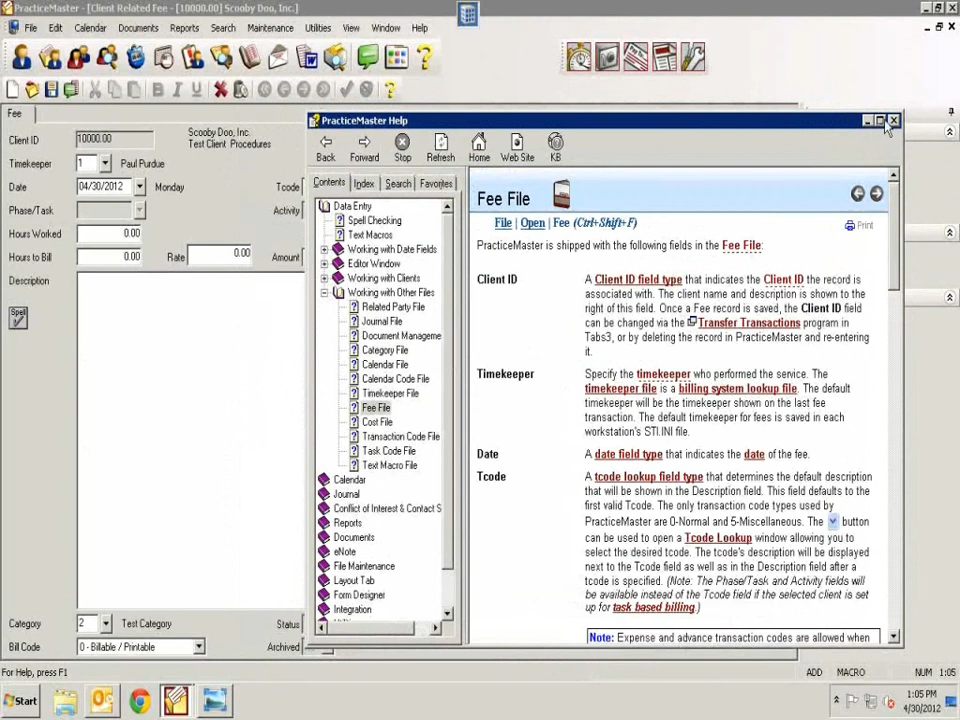 PracticeMaster - [Client Related Fee - [10000.00] Scooby Doo, Inc.]
File Edit Calendar Documents Reports Search Maintenance Utilities View Window Help
Fee
Client ID 10000.00 Scooby Doo, Inc.
Test Client Procedures
Timekeeper 1 Paul Purdue
Date 04/30/2012 Monday Tcode
Phase/Task Activity
Hours Worked 0.00
Hours to Bill 0.00 Rate 0.00 Amount
Description
Spell
Category 2 Test Category Status
Bill Code 0 - Billable / Printable Archived
PracticeMaster Help
Back Forward Stop Refresh Home Web Site KB
Contents Index Search Favorites
Data Entry
Spell Checking
Text Macros
Working with Date Fields
Editor Window
Working with Clients
Working with Other Files
Related Party File
Journal File
Document Manageme
Category File
Calendar File
Calendar Code File
Timekeeper File
Fee File
Cost File
Transaction Code File
Task Code File
Text Macro File
Calendar
Journal
Conflict of Interest & Contact S
Reports
Documents
eNote
File Maintenance
Layout Tab
Form Designer
Integration
Fee File
File | Open | Fee (Ctrl+Shift+F)
Print
PracticeMaster is shipped with the following fields in the Fee File:
Client ID A Client ID field type that indicates the Client ID the record is
associated with. The client name and description is shown to the
right of this field. Once a Fee record is saved, the Client ID field
can be changed via the Transfer Transactions program in
Tabs3, or by deleting the record in PracticeMaster and re-entering
it.
Timekeeper Specify the timekeeper who performed the service. The
timekeeper file is a billing system lookup file. The default
timekeeper will be the timekeeper shown on the last fee
transaction. The default timekeeper for fees is saved in each
workstation's STI.INI file.
Date A date field type that indicates the date of the fee.
Tcode A tcode lookup field type that determines the default description
that will be shown in the Description field. This field defaults to the
first valid Tcode. The only transaction code types used by
PracticeMaster are 0-Normal and 5-Miscellaneous. The button
can be used to open a Tcode Lookup window allowing you to
select the desired tcode. The tcode's description will be displayed
next to the Tcode field as well as in the Description field after a
tcode is specified. (Note: The Phase/Task and Activity fields will
be available instead of the Tcode field if the selected client is set
up for task based billing.)
Note: Expense and advance transaction codes are allowed when
For Help, press F1 ADD MACRO NUM 1:05
Start 1:05 PM
4/30/2012